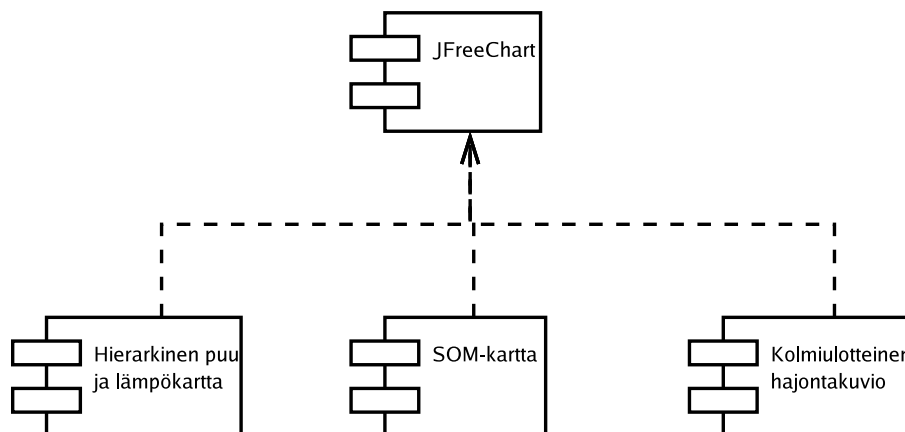 JFreeChart
Hierarkinen puu
ja lämpökartta
SOM-kartta
Kolmiulotteinen
hajontakuvio